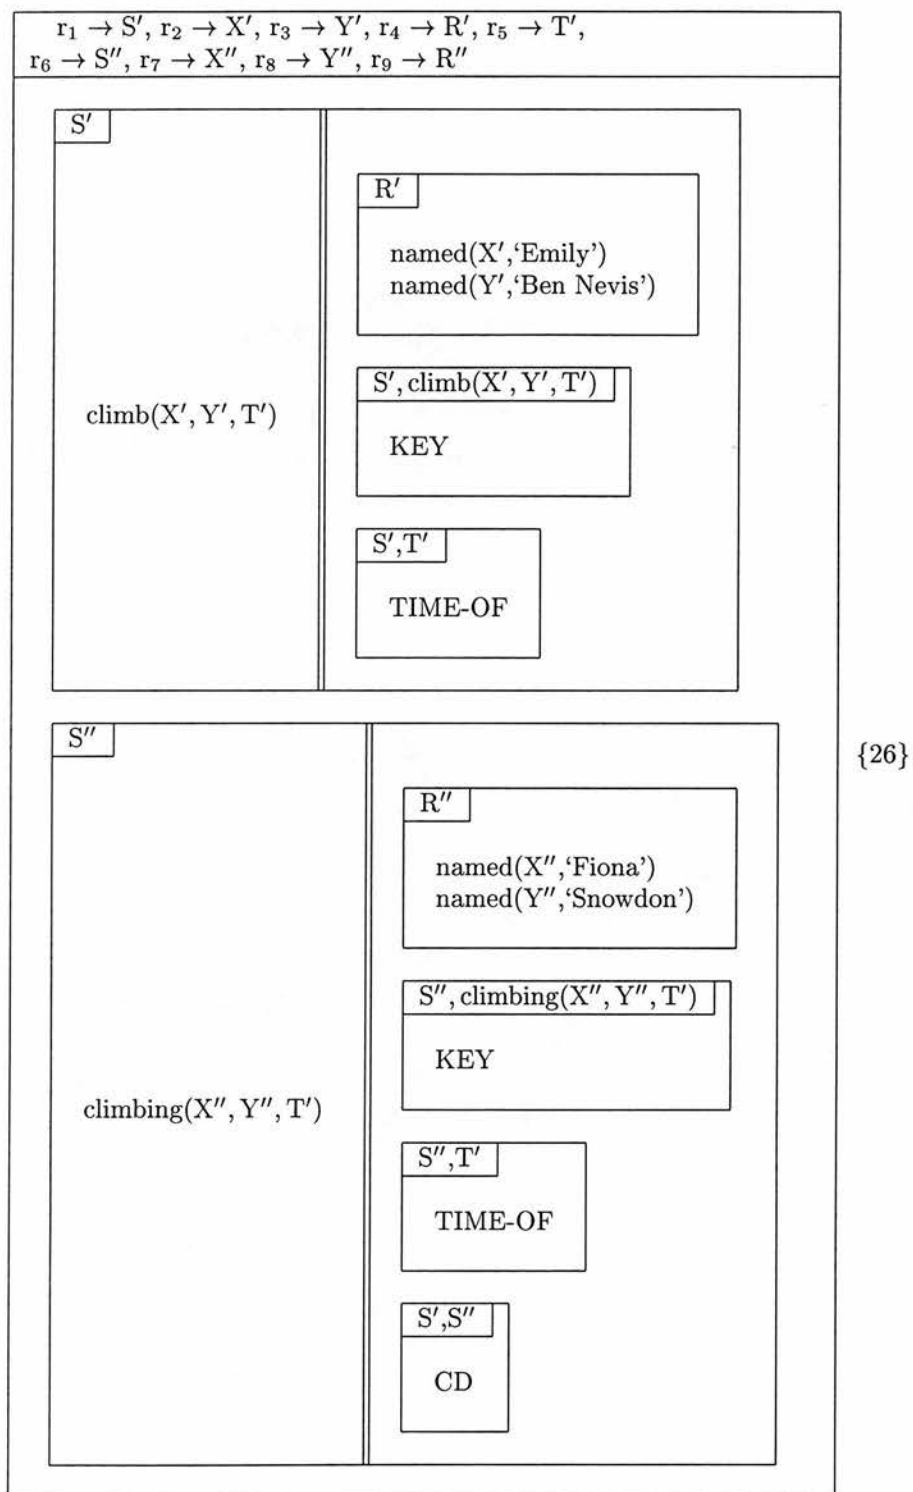 r₁ → S′, r₂ → X′, r₃ → Y′, r₄ → R′, r₅ → T′,
r₆ → S″, r₇ → X″, r₈ → Y″, r₉ → R″
S′
R′
named(X′,‘Emily’)
named(Y′,‘Ben Nevis’)
S′, climb(X′, Y′, T′)
climb(X′, Y′, T′)
KEY
S′,T′
TIME-OF
S″
{26}
R″
named(X″,‘Fiona’)
named(Y″,‘Snowdon’)
S″, climbing(X″, Y″, T′)
KEY
climbing(X″, Y″, T′)
S″,T′
TIME-OF
S′,S″
CD